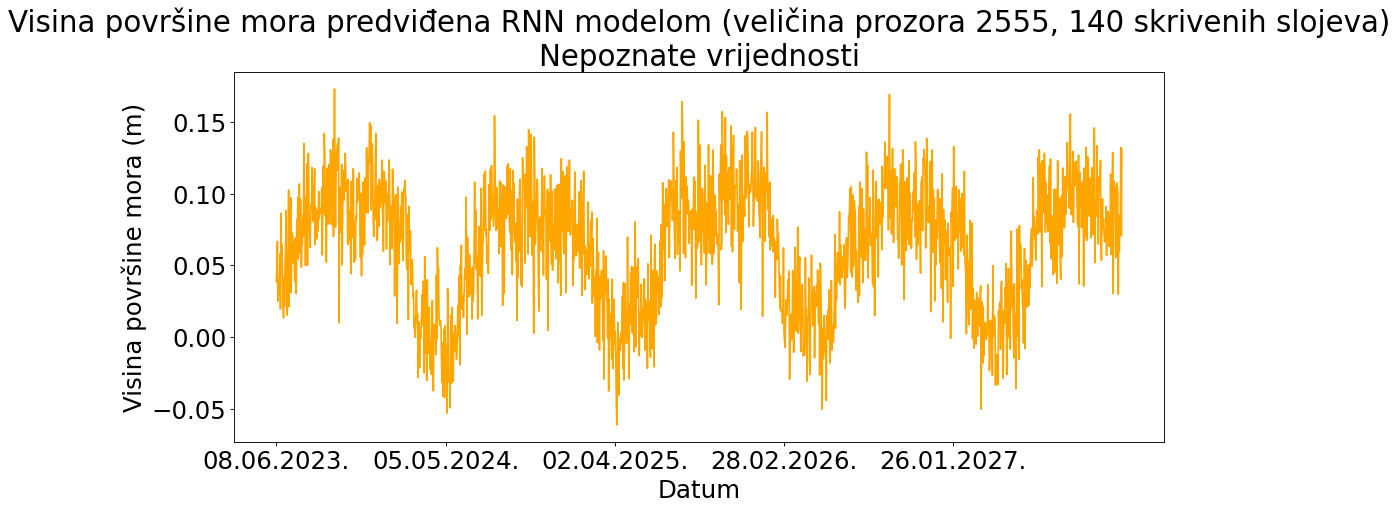 Visina površine mora predviđena RNN modelom (veličina prozora 2555, 140 skrivenih slojeva)
Nepoznate vrijednosti
Visina površine mora (m)
0.15
0.10
0.05
0.00
−0.05
08.06.2023. 05.05.2024. 02.04.2025. 28.02.2026. 26.01.2027.
Datum